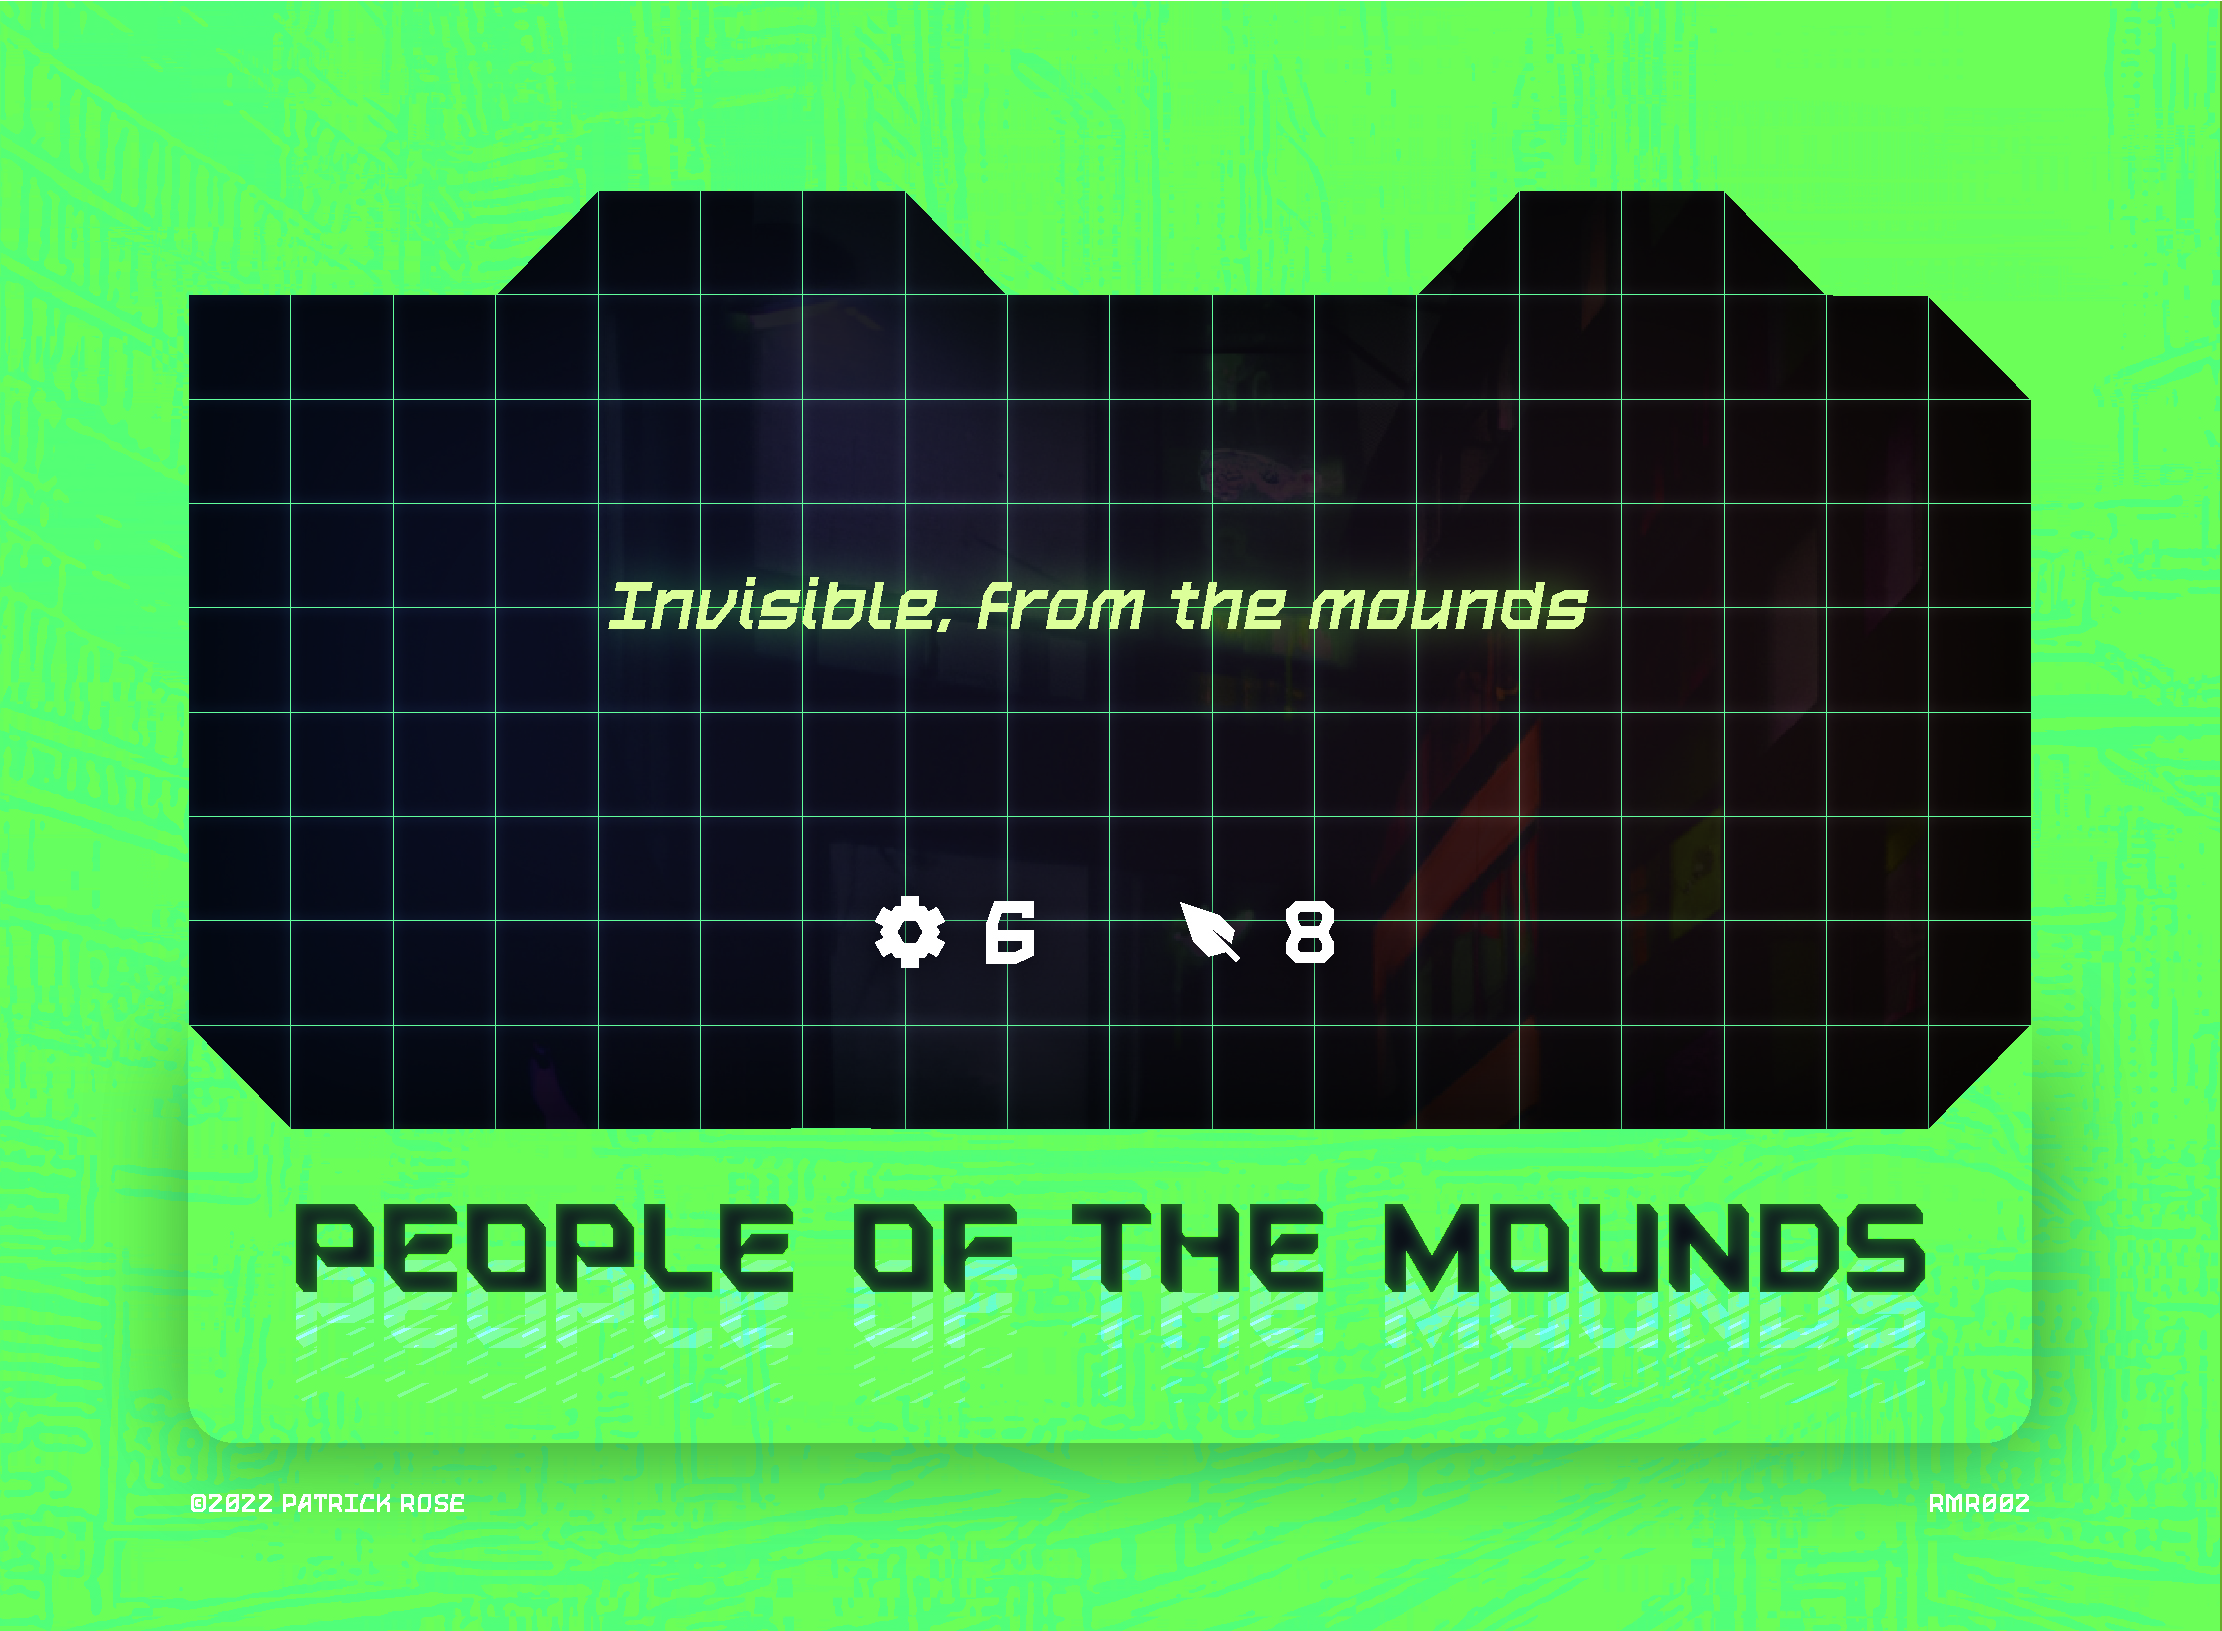 Invisible, from the mounds
6 8
PEOPLE OF THE MOUNDS
©2022 PATRICK ROSE
RMR002